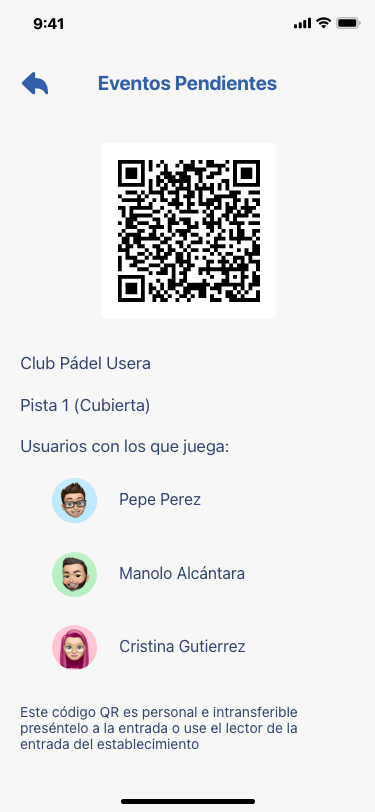 9:41
Eventos Pendientes
Club Pádel Usera
Pista 1 (Cubierta)
Usuarios con los que juega:
Pepe Perez
Manolo Alcántara
Cristina Gutierrez
Este código QR es personal e intransferible
preséntelo a la entrada o use el lector de la
entrada del establecimiento